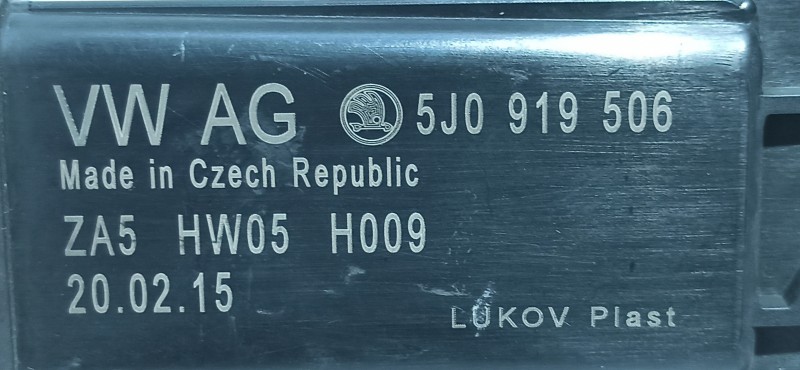 VW AG 5J0 919 506
Made in Czech Republic
ZA5 HW05 H009
20.02.15
LUKOV Plast